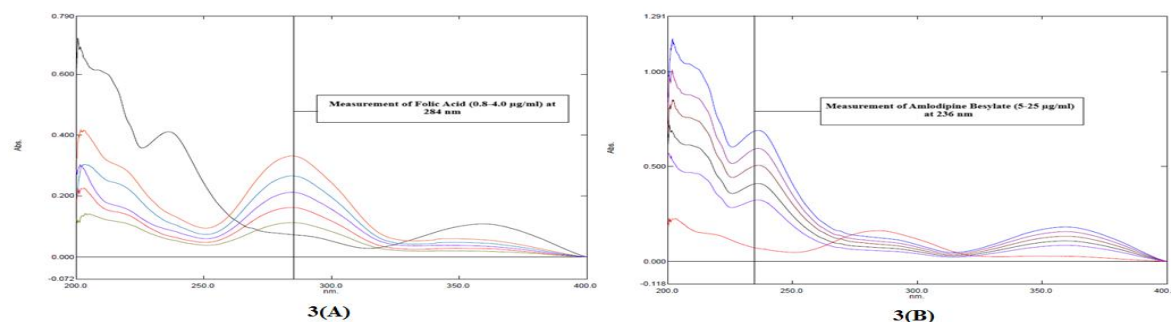 0.790
0.600
0.400
0.200
0.000
-0.072
Abs.
200.0 250.0 300.0 350.0 400.0
nm.
Measurement of Folic Acid (0.8-4.0 µg/ml) at
284 nm
3(A)
1.291
1.000
0.500
0.000
-0.118
Abs.
200.0 250.0 300.0 350.0 400.0
nm.
Measurement of Amlodipine Besylate (5-25 µg/ml)
at 236 nm
3(B)